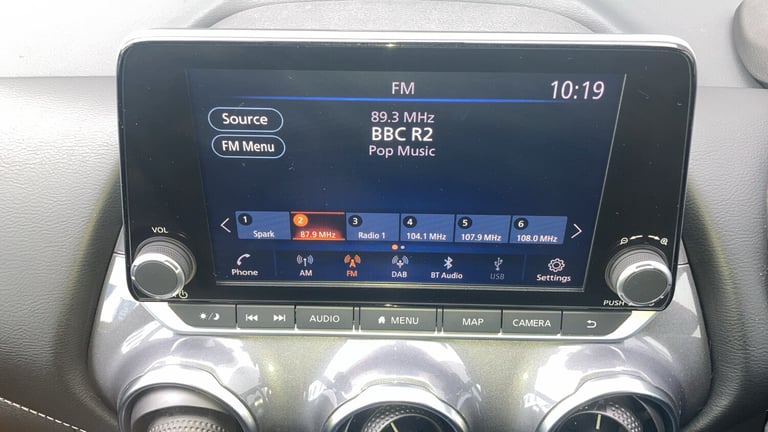 FM
10:19
Source
FM Menu
89.3 MHz
BBC R2
Pop Music
1
Spark
2
87.9 MHz
3
Radio 1
4
104.1 MHz
5
107.9 MHz
6
108.0 MHz
Phone
AM
FM
DAB
BT Audio
USB
Settings
VOL
PUSH
AUDIO
MENU
MAP
CAMERA